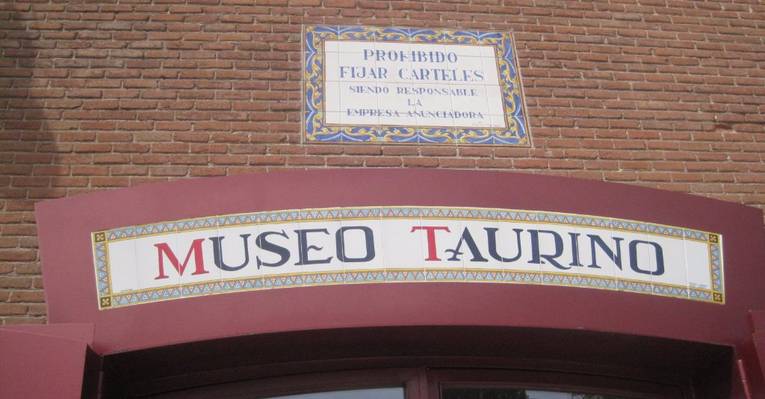 PROHIBIDO
FIJAR CARTELES
SIENDO RESPONSABLE
LA
EMPRESA ANUNCIADORA
MUSEO TAURINO